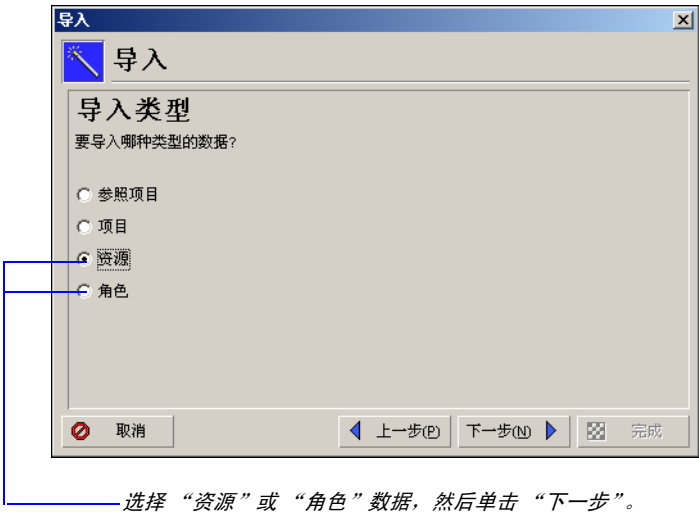 导入
导入
导入类型
要导入哪种类型的数据?
参照项目
项目
资源
角色
取消 上一步(P) 下一步(N) 完成
选择 “资源”或 “角色”数据，然后单击 “下一步”。